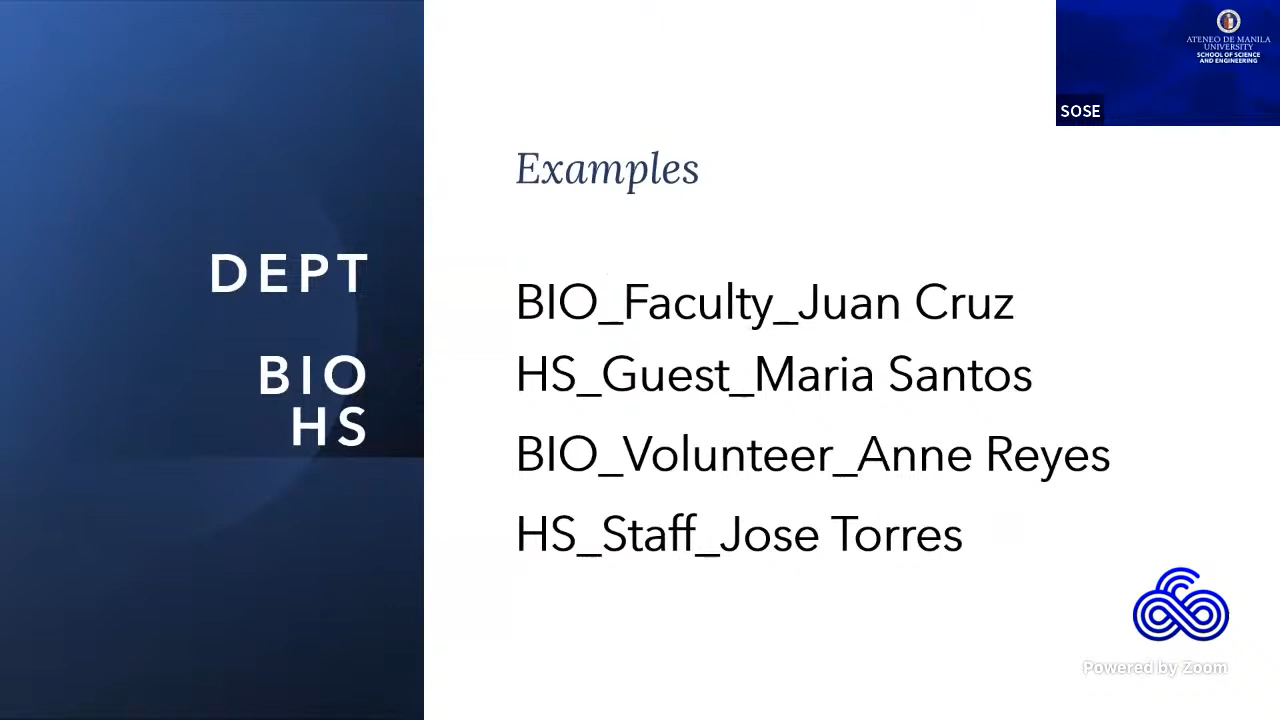 DEPT
BIO
HS
Examples
BIO_Faculty_Juan Cruz
HS_Guest_Maria Santos
BIO_Volunteer_Anne Reyes
HS_Staff_Jose Torres
ATENEO DE MANILA
UNIVERSITY
SCHOOL OF SCIENCE
AND ENGINEERING
SOSE
Powered by Zoom